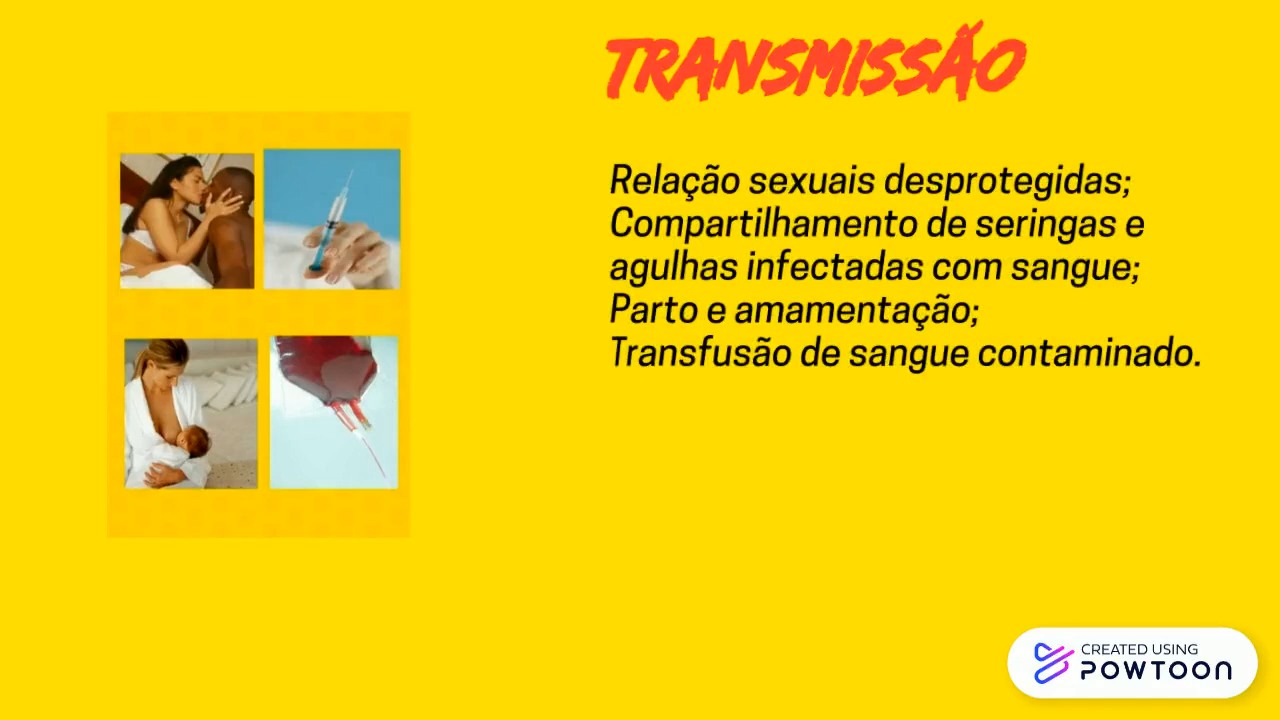 TRANSMISSÃO
Relação sexuais desprotegidas;
Compartilhamento de seringas e
agulhas infectadas com sangue;
Parto e amamentação;
Transfusão de sangue contaminado.
CREATED USING
POWTOON